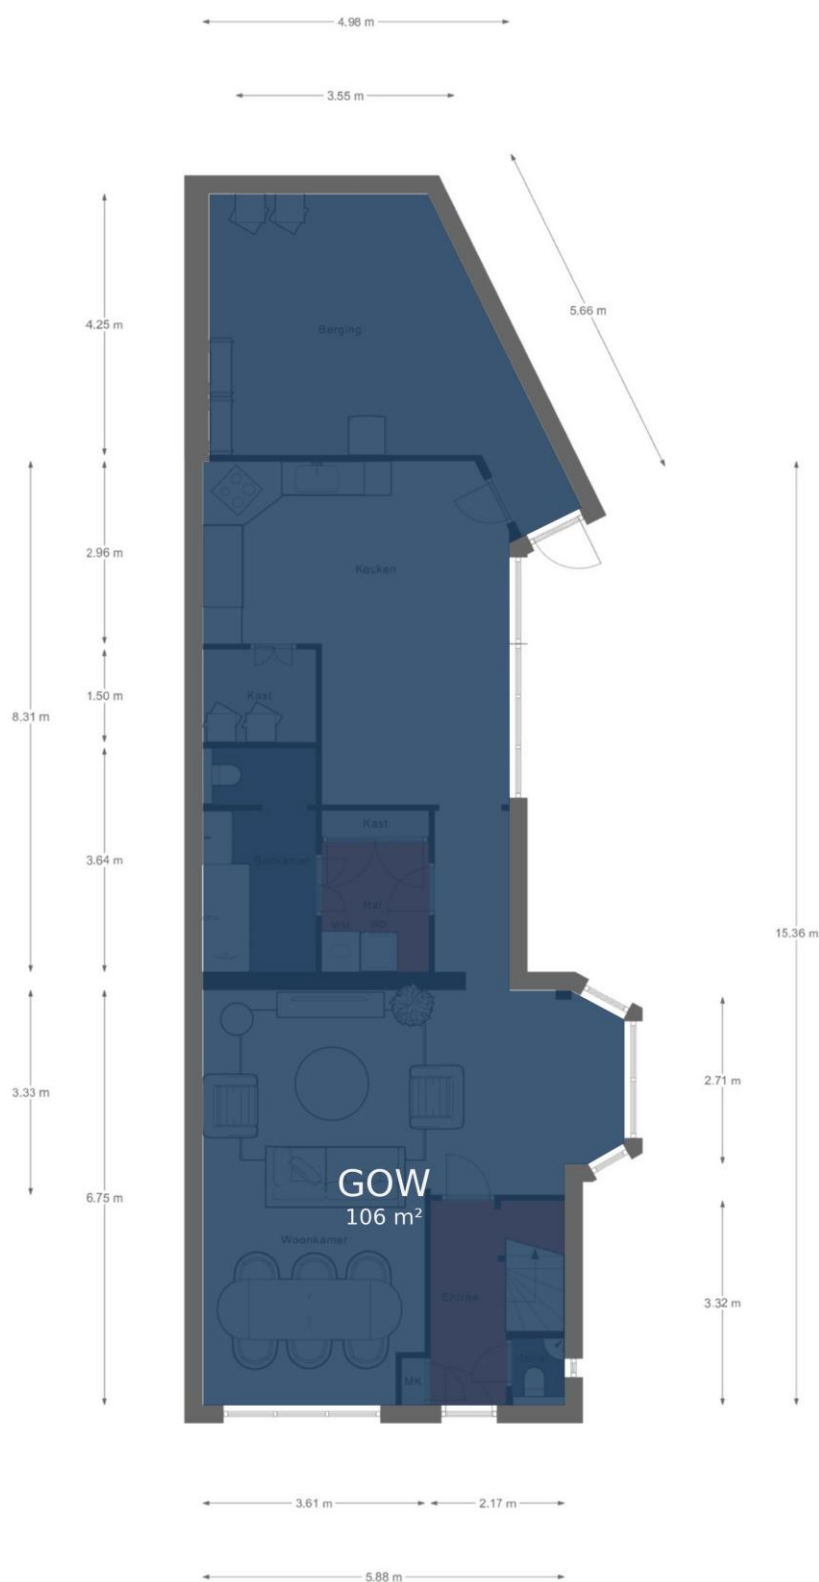 4.98 m
3.55 m
5.66 m
4.25 m
Berging
2.96 m
Keuken
1.50 m
Kast
8.31 m
Kast
3.64 m
Badkamer
Hal
WM
WD
15.36 m
3.33 m
2.71 m
GOW
106 m²
6.75 m
Woonkamer
Entree
3.32 m
MK
3.61 m
2.17 m
5.88 m